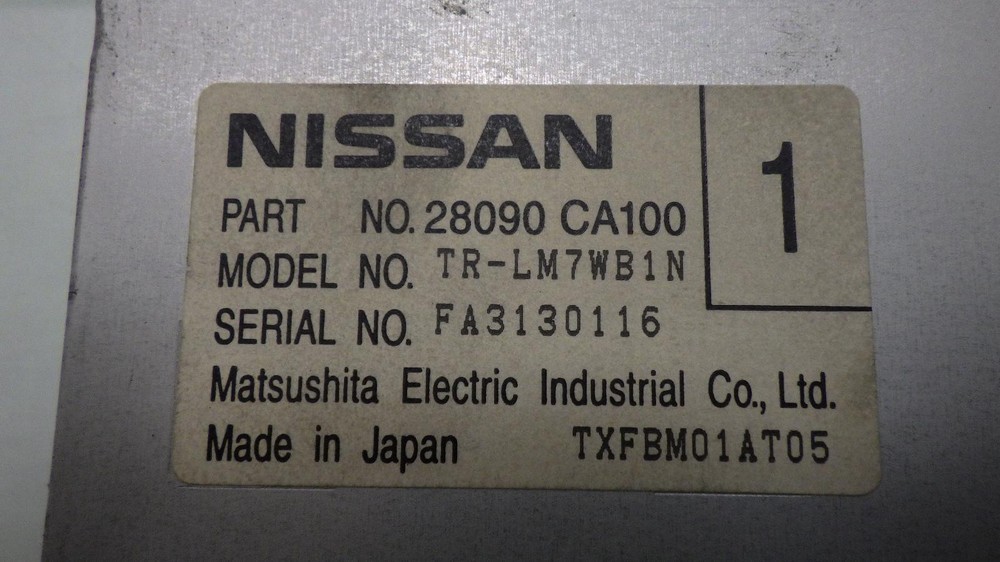 NISSAN
1
PART NO. 28090 CA100
MODEL NO. TR-LM7WB1N
SERIAL NO. FA3130116
Matsushita Electric Industrial Co., Ltd.
Made in Japan TXFBM01AT05